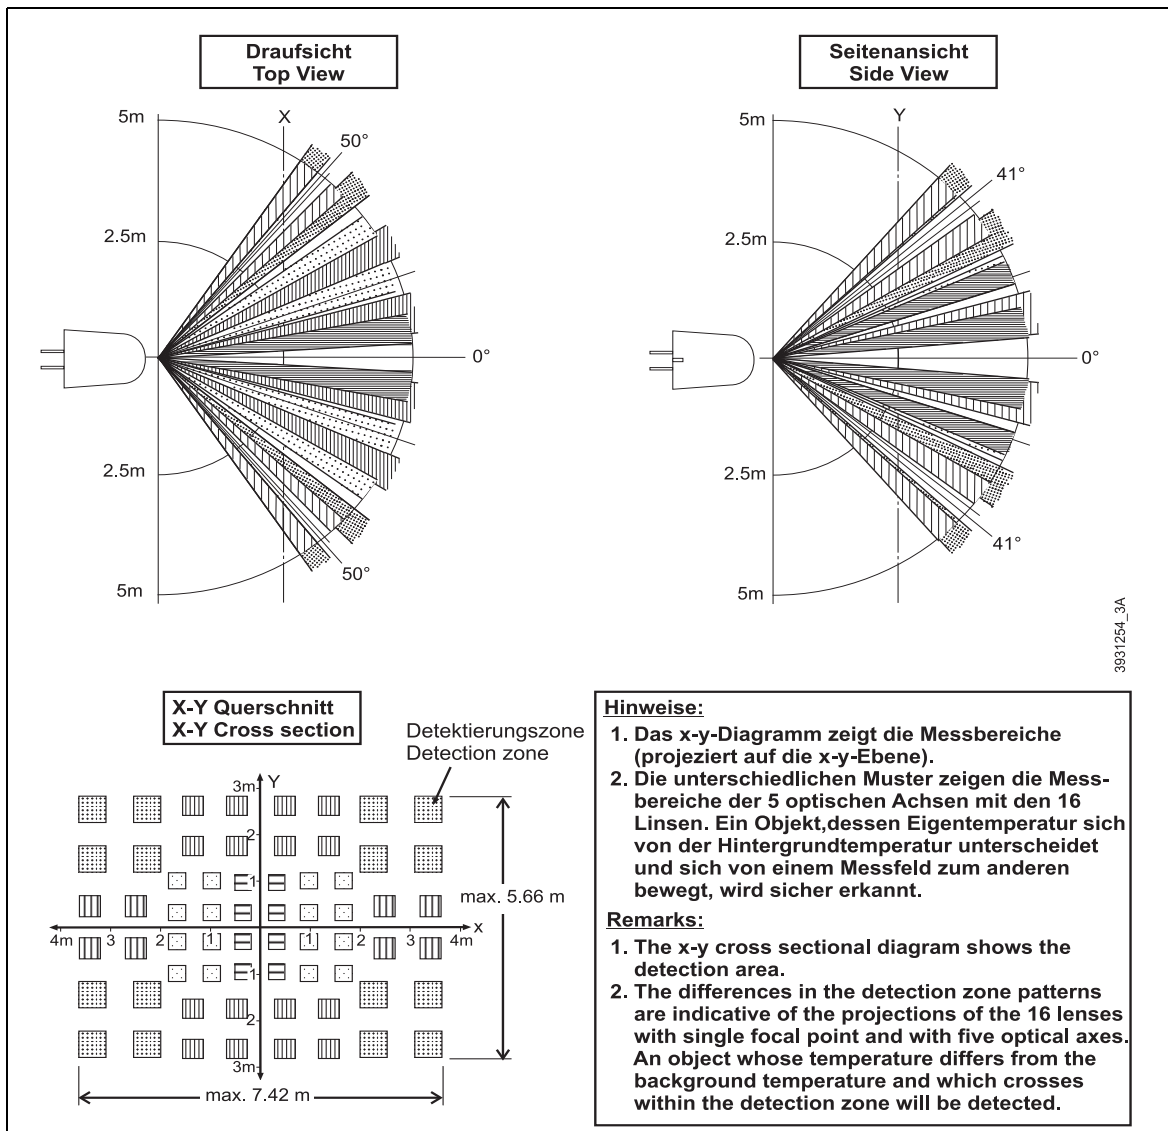 Draufsicht
Top View
5m
X
50°
2.5m
0°
2.5m
5m
50°
Seitenansicht
Side View
5m
Y
41°
2.5m
0°
2.5m
5m
41°
3931254_3A
X-Y Querschnitt
X-Y Cross section
Detektierungszone
Detection zone
3m Y
2
1
max. 5.66 m
4m 3 2 1 1 2 3 4m x
1
2
3m
max. 7.42 m
Hinweise:
1. Das x-y-Diagramm zeigt die Messbereiche
(projeziert auf die x-y-Ebene).
2. Die unterschiedlichen Muster zeigen die Mess-
bereiche der 5 optischen Achsen mit den 16
Linsen. Ein Objekt,dessen Eigentemperatur sich
von der Hintergrundtemperatur unterscheidet
und sich von einem Messfeld zum anderen
bewegt, wird sicher erkannt.
Remarks:
1. The x-y cross sectional diagram shows the
detection area.
2. The differences in the detection zone patterns
are indicative of the projections of the 16 lenses
with single focal point and with five optical axes.
An object whose temperature differs from the
background temperature and which crosses
within the detection zone will be detected.